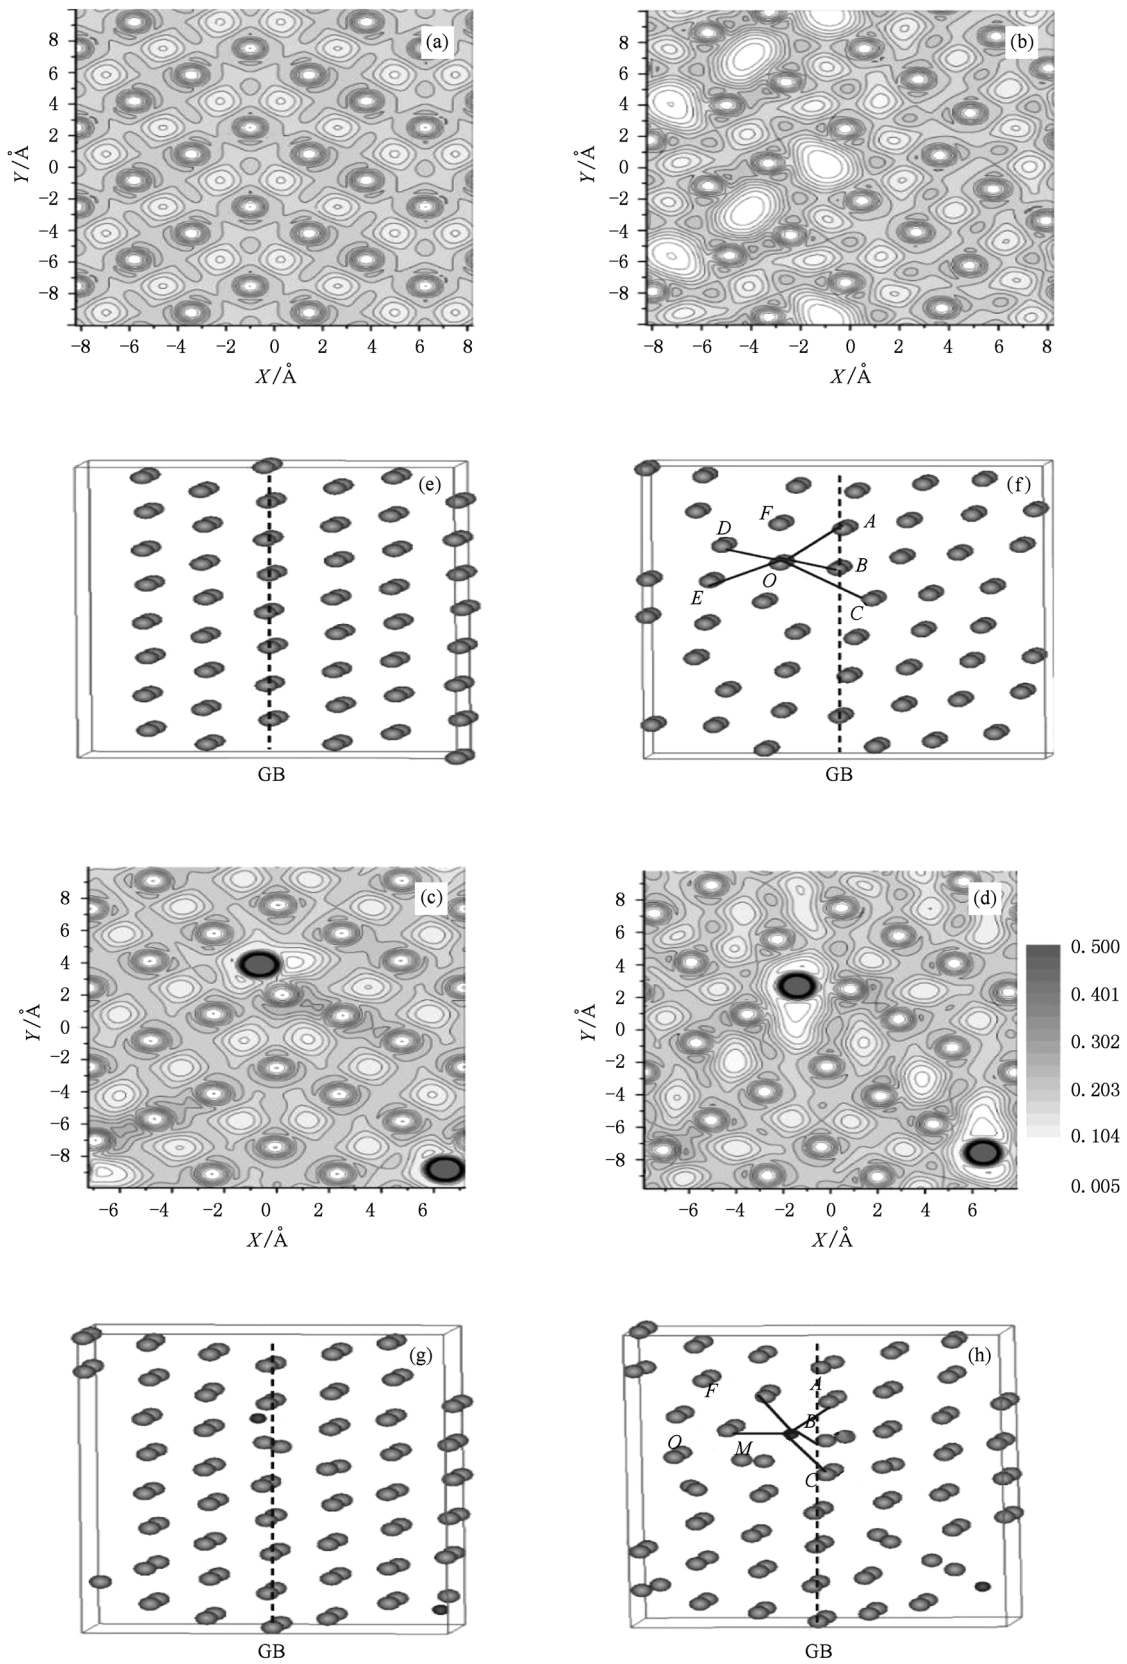 (a)
Y/Å
8
6
4
2
0
−2
−4
−6
−8
−8 −6 −4 −2 0 2 4 6 8
X/Å
(b)
Y/Å
8
6
4
2
0
−2
−4
−6
−8
−8 −6 −4 −2 0 2 4 6 8
X/Å
(e)
GB
(f)
F
A
D
O
B
E
C
GB
(c)
Y/Å
8
6
4
2
0
−2
−4
−6
−8
−6 −4 −2 0 2 4 6
X/Å
(d)
Y/Å
8
6
4
2
0
−2
−4
−6
−8
−6 −4 −2 0 2 4 6
X/Å
0.500
0.401
0.302
0.203
0.104
0.005
(g)
GB
(h)
A
F
B
O
M
C
GB